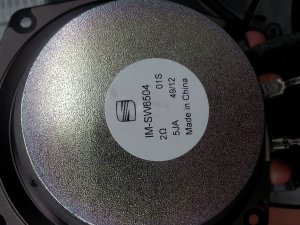 IM-SW6504
2Ω
5JA
01S
49/12
Made in China